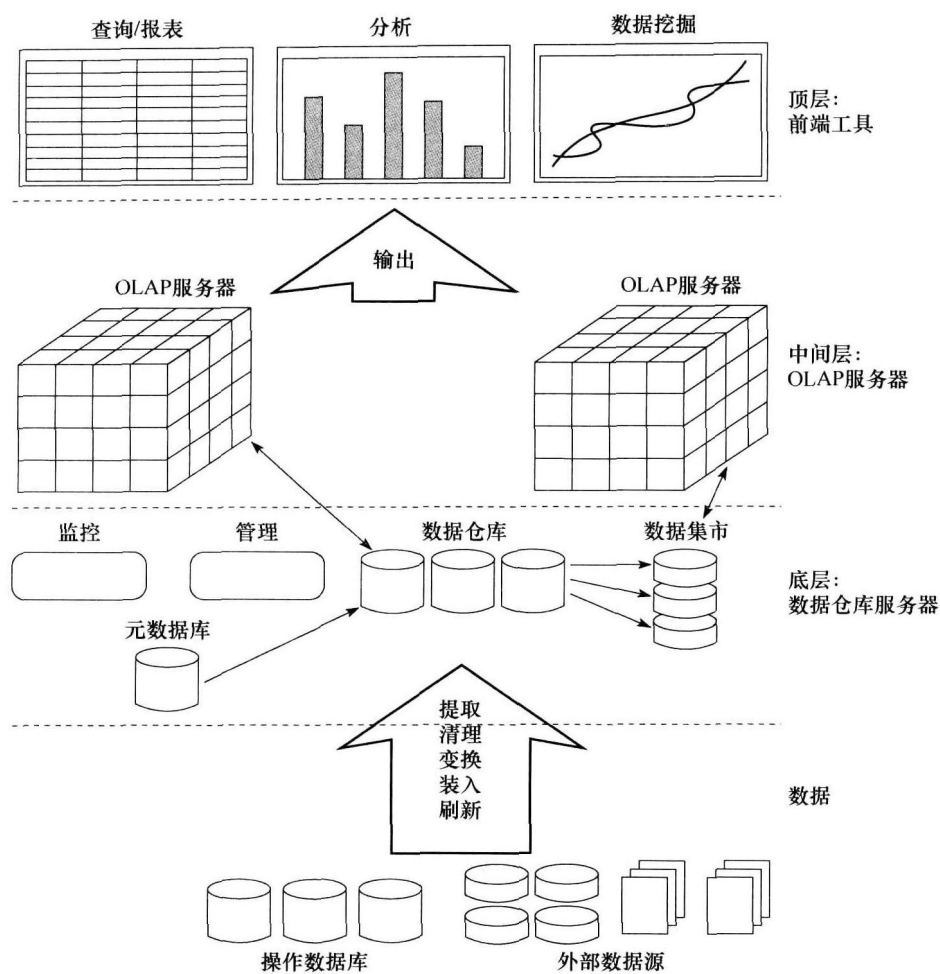 查询/报表
分析
数据挖掘
顶层：
前端工具
输出
OLAP服务器
OLAP服务器
中间层：
OLAP服务器
监控
管理
数据仓库
数据集市
底层：
数据仓库服务器
元数据库
提取
清理
变换
装入
刷新
数据
操作数据库
外部数据源